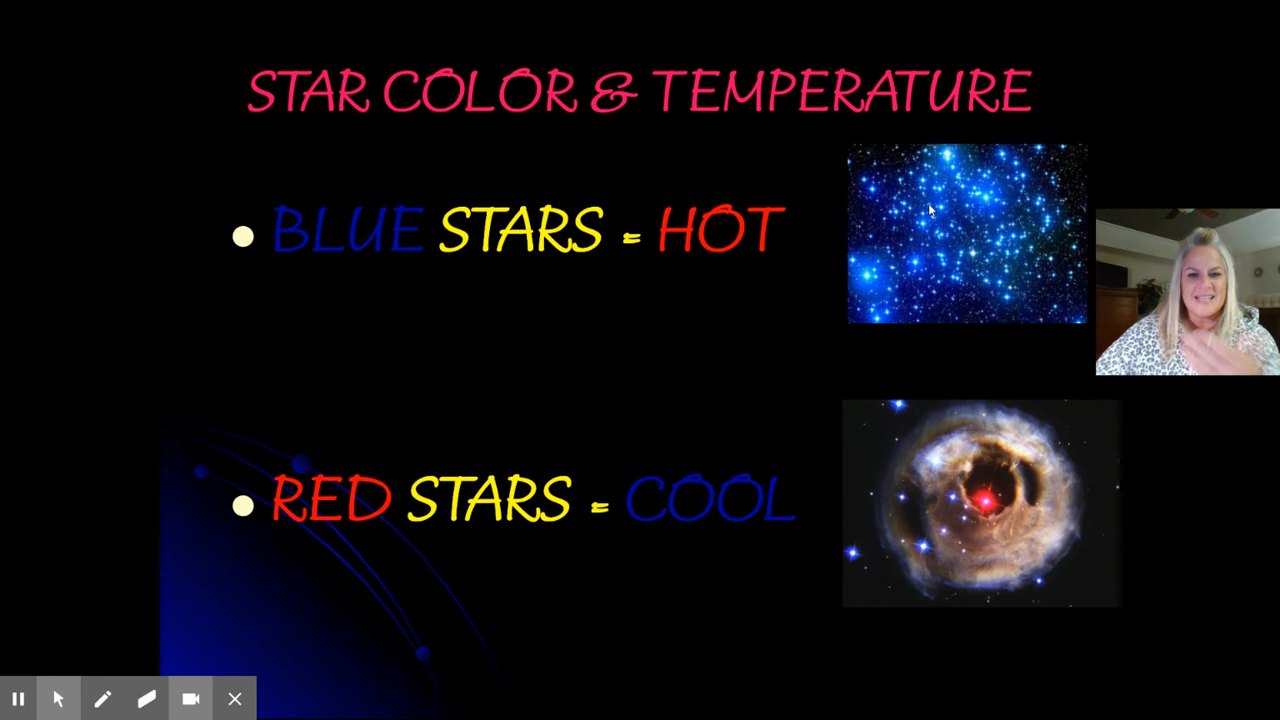 STAR COLOR & TEMPERATURE
BLUE STARS = HOT
RED STARS = COOL